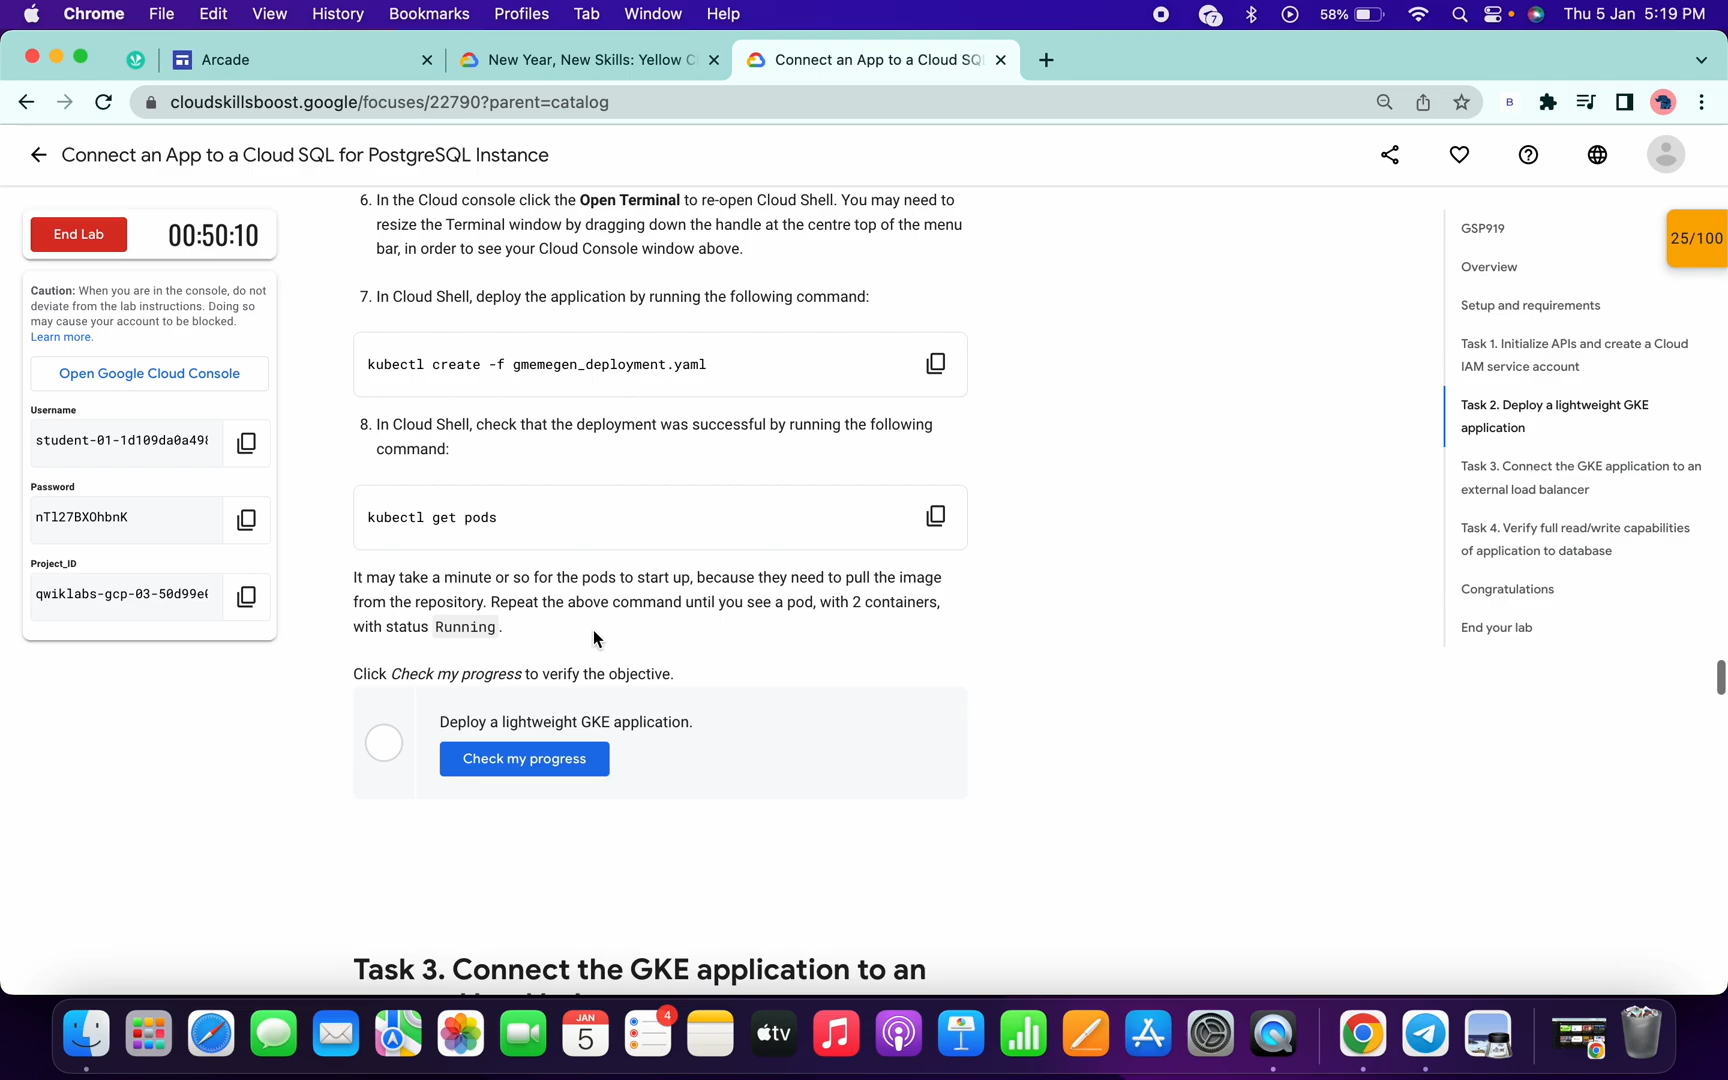 Chrome File Edit View History Bookmarks Profiles Tab Window Help 7 58% Thu 5 Jan 5:19 PM
Arcade New Year, New Skills: Yellow C Connect an App to a Cloud SQ
cloudskillsboost.google/focuses/22790?parent=catalog B
Connect an App to a Cloud SQL for PostgreSQL Instance
End Lab 00:50:10
Caution: When you are in the console, do not
deviate from the lab instructions. Doing so
may cause your account to be blocked.
Learn more.
Open Google Cloud Console
Username
student-01-1d109da0a498
Password
nTl27BXOhbnK
Project_ID
qwiklabs-gcp-03-50d99e
6. In the Cloud console click the Open Terminal to re-open Cloud Shell. You may need to
resize the Terminal window by dragging down the handle at the centre top of the menu
bar, in order to see your Cloud Console window above.
7. In Cloud Shell, deploy the application by running the following command:
kubectl create -f gmemegen_deployment.yaml
8. In Cloud Shell, check that the deployment was successful by running the following
command:
kubectl get pods
It may take a minute or so for the pods to start up, because they need to pull the image
from the repository. Repeat the above command until you see a pod, with 2 containers,
with status Running.
Click Check my progress to verify the objective.
Deploy a lightweight GKE application.
Check my progress
Task 3. Connect the GKE application to an
GSP919
25/100
Overview
Setup and requirements
Task 1. Initialize APIs and create a Cloud
IAM service account
Task 2. Deploy a lightweight GKE
application
Task 3. Connect the GKE application to an
external load balancer
Task 4. Verify full read/write capabilities
of application to database
Congratulations
End your lab
JAN
5
4
tv